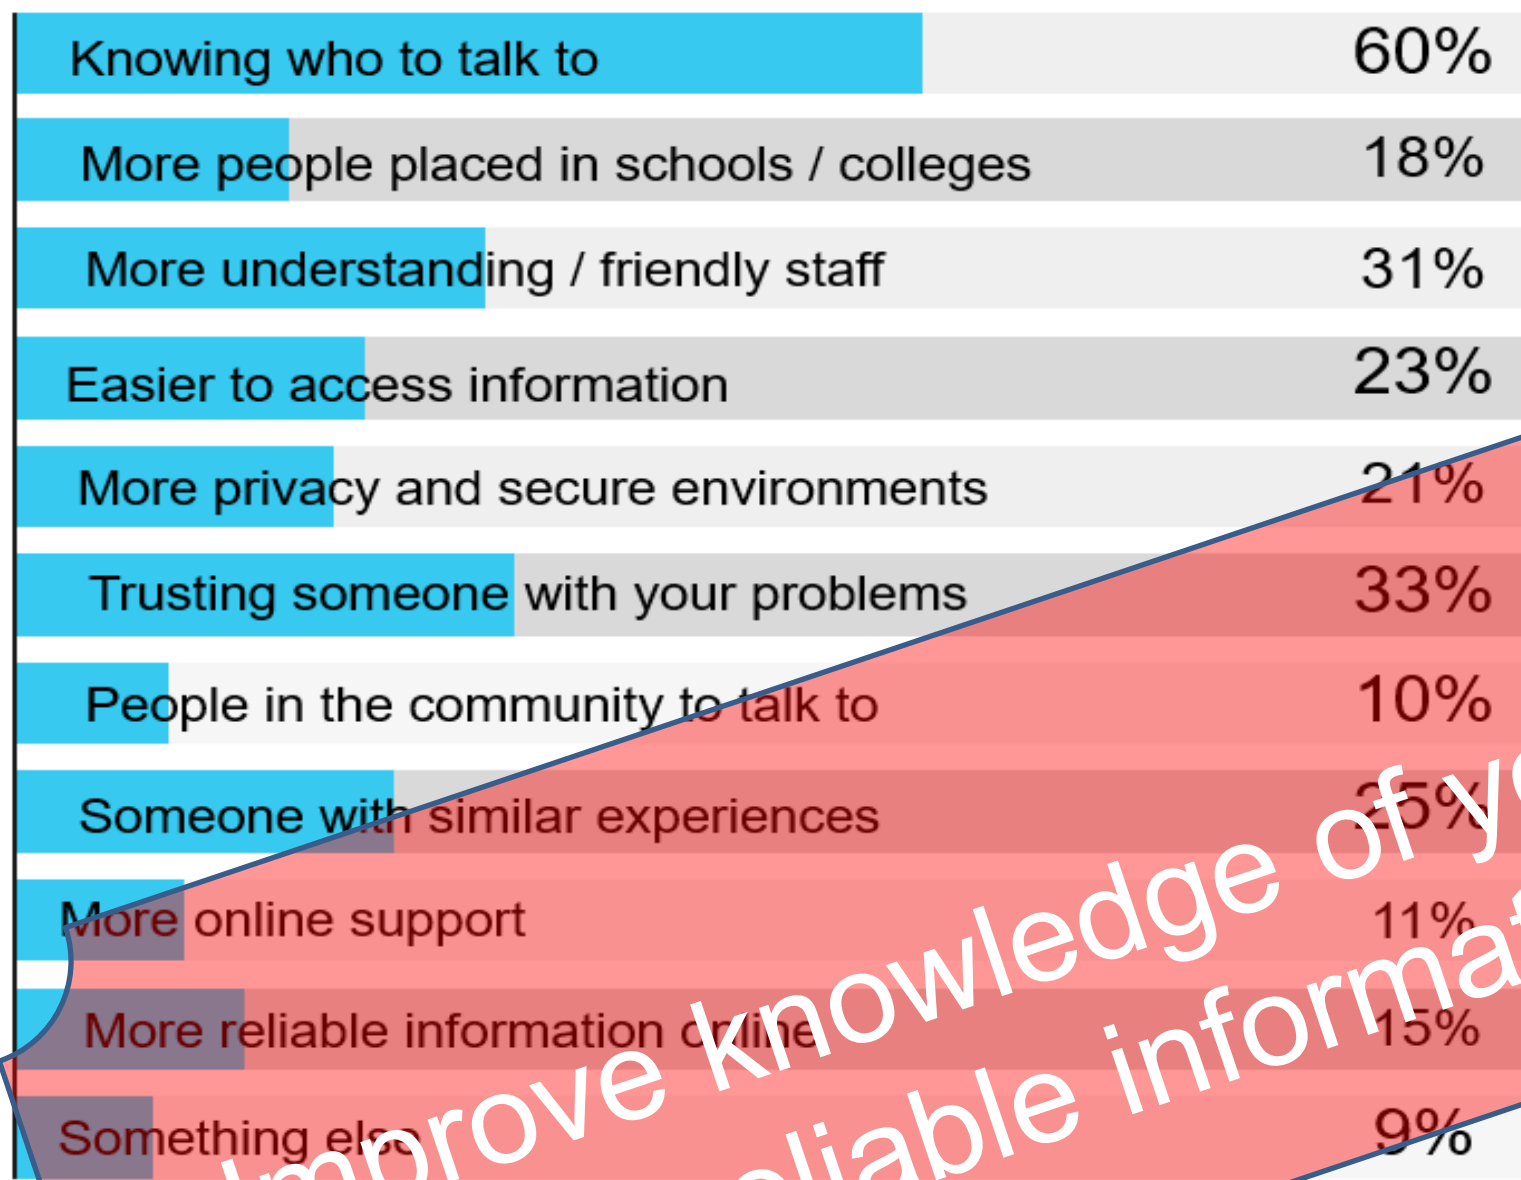 Knowing who to talk to 60%
More people placed in schools / colleges 18%
More understanding / friendly staff 31%
Easier to access information 23%
More privacy and secure environments 21%
Trusting someone with your problems 33%
People in the community to talk to 10%
Someone with similar experiences 25%
More online support 11%
More reliable information online 15%
Something else 9%
Improve knowledge of